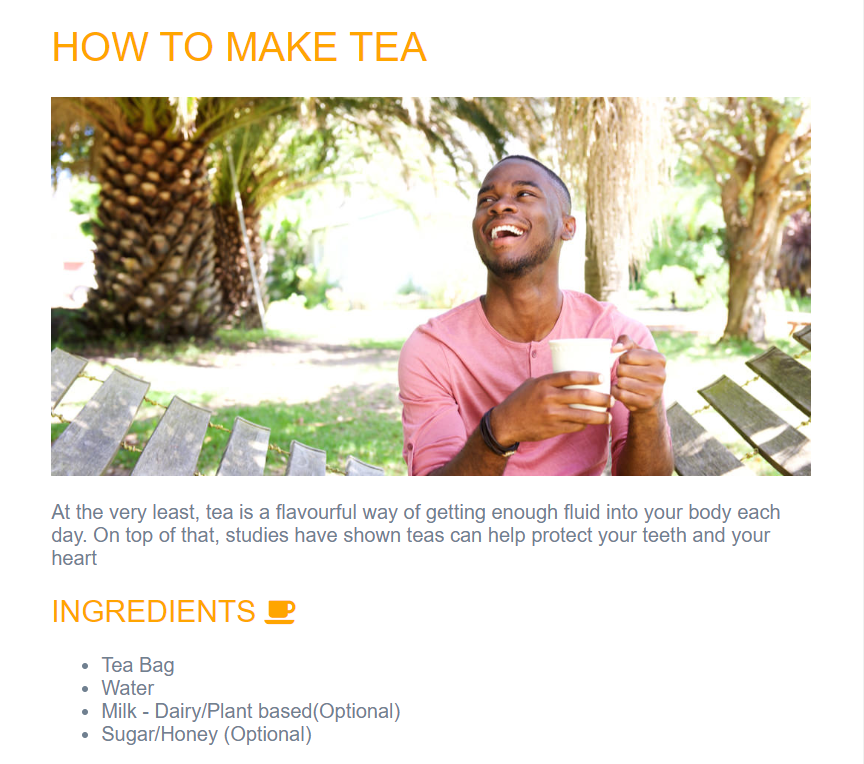 HOW TO MAKE TEA
At the very least, tea is a flavourful way of getting enough fluid into your body each
day. On top of that, studies have shown teas can help protect your teeth and your
heart
INGREDIENTS
Tea Bag
Water
Milk - Dairy/Plant based(Optional)
Sugar/Honey (Optional)